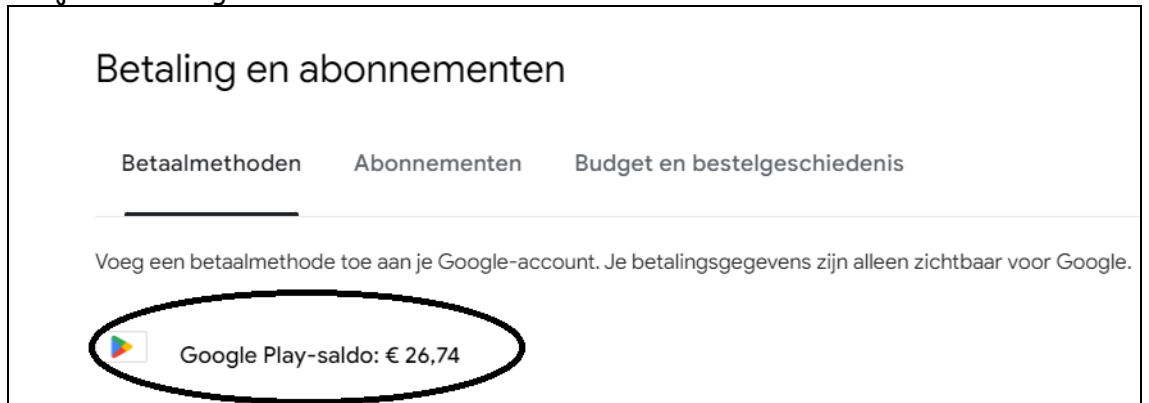 Betaling en abonnementen
Betaalmethoden Abonnementen Budget en bestelgeschiedenis
Voeg een betaalmethode toe aan je Google-account. Je betalingsgegevens zijn alleen zichtbaar voor Google.
Google Play-saldo: € 26,74